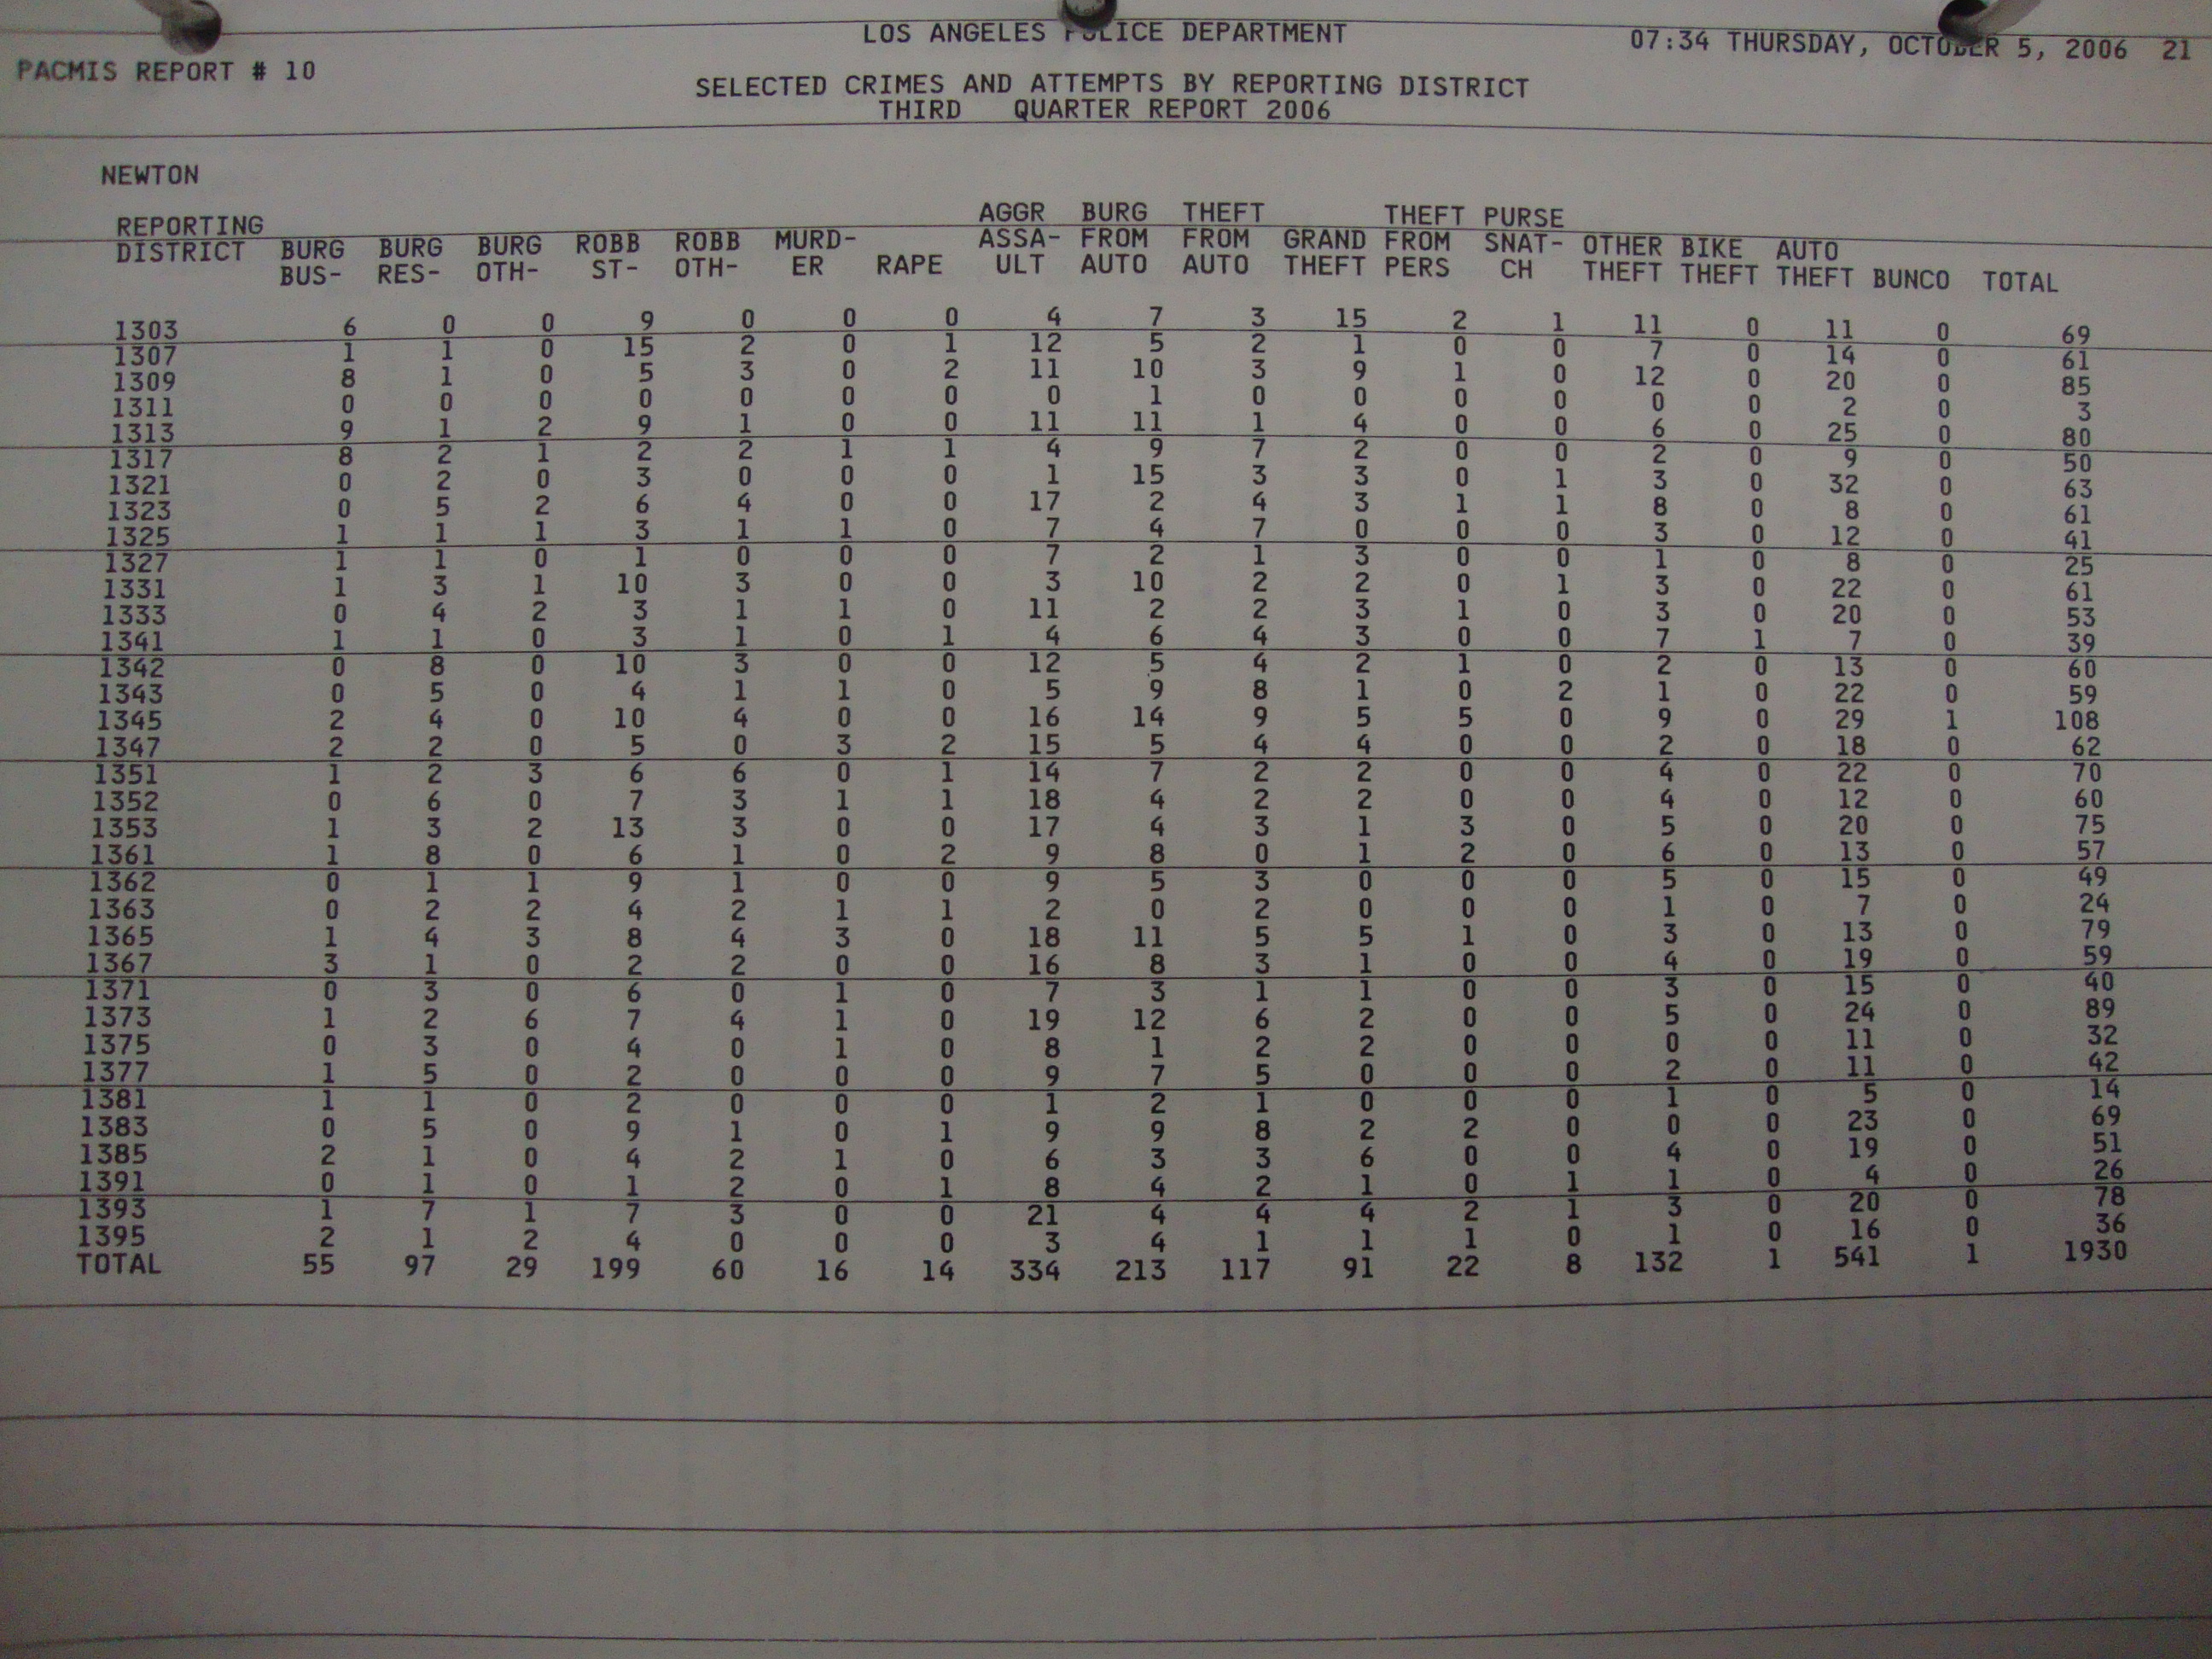 LOS ANGELES POLICE DEPARTMENT 07:34 THURSDAY, OCTOBER 5, 2006 21
PACMIS REPORT # 10
SELECTED CRIMES AND ATTEMPTS BY REPORTING DISTRICT
THIRD QUARTER REPORT 2006
NEWTON
AGGR BURG THEFT THEFT PURSE
REPORTING
DISTRICT BURG BURG BURG ROBB ROBB MURD- ASSA- FROM FROM GRAND FROM SNAT- OTHER BIKE AUTO
BUS- RES- OTH- ST- OTH- ER RAPE ULT AUTO AUTO THEFT PERS CH THEFT THEFT THEFT BUNCO TOTAL
1303 6 0 0 9 0 0 0 4 7 3 15 2 1 11 0 11 0 69
1307 1 1 0 15 2 0 1 12 5 2 1 0 0 7 0 14 0 61
1309 8 1 0 5 3 0 2 11 10 3 9 1 0 12 0 20 0 85
1311 0 0 0 0 0 0 0 0 1 0 0 0 0 0 0 2 0 3
1313 9 1 2 9 1 0 0 11 11 1 4 0 0 6 0 25 0 80
1317 8 2 1 2 2 1 1 4 9 7 2 0 0 2 0 9 0 50
1321 0 2 0 3 0 0 0 1 15 3 3 0 1 3 0 32 0 63
1323 0 5 2 6 4 0 0 17 2 4 3 1 1 8 0 8 0 61
1325 1 1 1 3 1 1 0 7 4 7 0 0 0 3 0 12 0 41
1327 1 1 0 1 0 0 0 7 2 1 3 0 0 1 0 8 0 25
1331 1 3 1 10 3 0 0 3 10 2 2 0 1 3 0 22 0 61
1333 0 4 2 3 1 1 0 11 2 2 3 1 0 3 0 20 0 53
1341 1 1 0 3 1 0 1 4 6 4 3 0 0 7 1 7 0 39
1342 0 8 0 10 3 0 0 12 5 4 2 1 0 2 0 13 0 60
1343 0 5 0 4 1 1 0 5 9 8 1 0 2 1 0 22 0 59
1345 2 4 0 10 4 0 0 16 14 9 5 5 0 9 0 29 1 108
1347 2 2 0 5 0 3 2 15 5 4 4 0 0 2 0 18 0 62
1351 1 2 3 6 6 0 1 14 7 2 2 0 0 4 0 22 0 70
1352 0 6 0 7 3 1 1 18 4 2 2 0 0 4 0 12 0 60
1353 1 3 2 13 3 0 0 17 4 3 1 3 0 5 0 20 0 75
1361 1 8 0 6 1 0 2 9 8 0 1 2 0 6 0 13 0 57
1362 0 1 1 9 1 0 0 9 5 3 0 0 0 5 0 15 0 49
1363 0 2 2 4 2 1 1 2 0 2 0 0 0 1 0 7 0 24
1365 1 4 3 8 4 3 0 18 11 5 5 1 0 3 0 13 0 79
1367 3 1 0 2 2 0 0 16 8 3 1 0 0 4 0 19 0 59
1371 0 3 0 6 0 1 0 7 3 1 1 0 0 3 0 15 0 40
1373 1 2 6 7 4 1 0 19 12 6 2 0 0 5 0 24 0 89
1375 0 3 0 4 0 1 0 8 1 2 2 0 0 0 0 11 0 32
1377 1 5 0 2 0 0 0 9 7 5 0 0 0 2 0 11 0 42
1381 1 1 0 2 0 0 0 1 2 1 0 0 0 1 0 5 0 14
1383 0 5 0 9 1 0 1 9 9 8 2 2 0 0 0 23 0 69
1385 2 1 0 4 2 1 0 6 3 3 6 0 0 4 0 19 0 51
1391 0 1 0 1 2 0 1 8 4 2 1 0 1 1 0 4 0 26
1393 1 7 1 7 3 0 0 21 4 4 4 2 1 3 0 20 0 78
1395 2 1 2 4 0 0 0 3 4 1 1 1 0 1 0 16 0 36
TOTAL 55 97 29 199 60 16 14 334 213 117 91 22 8 132 1 541 1 1930